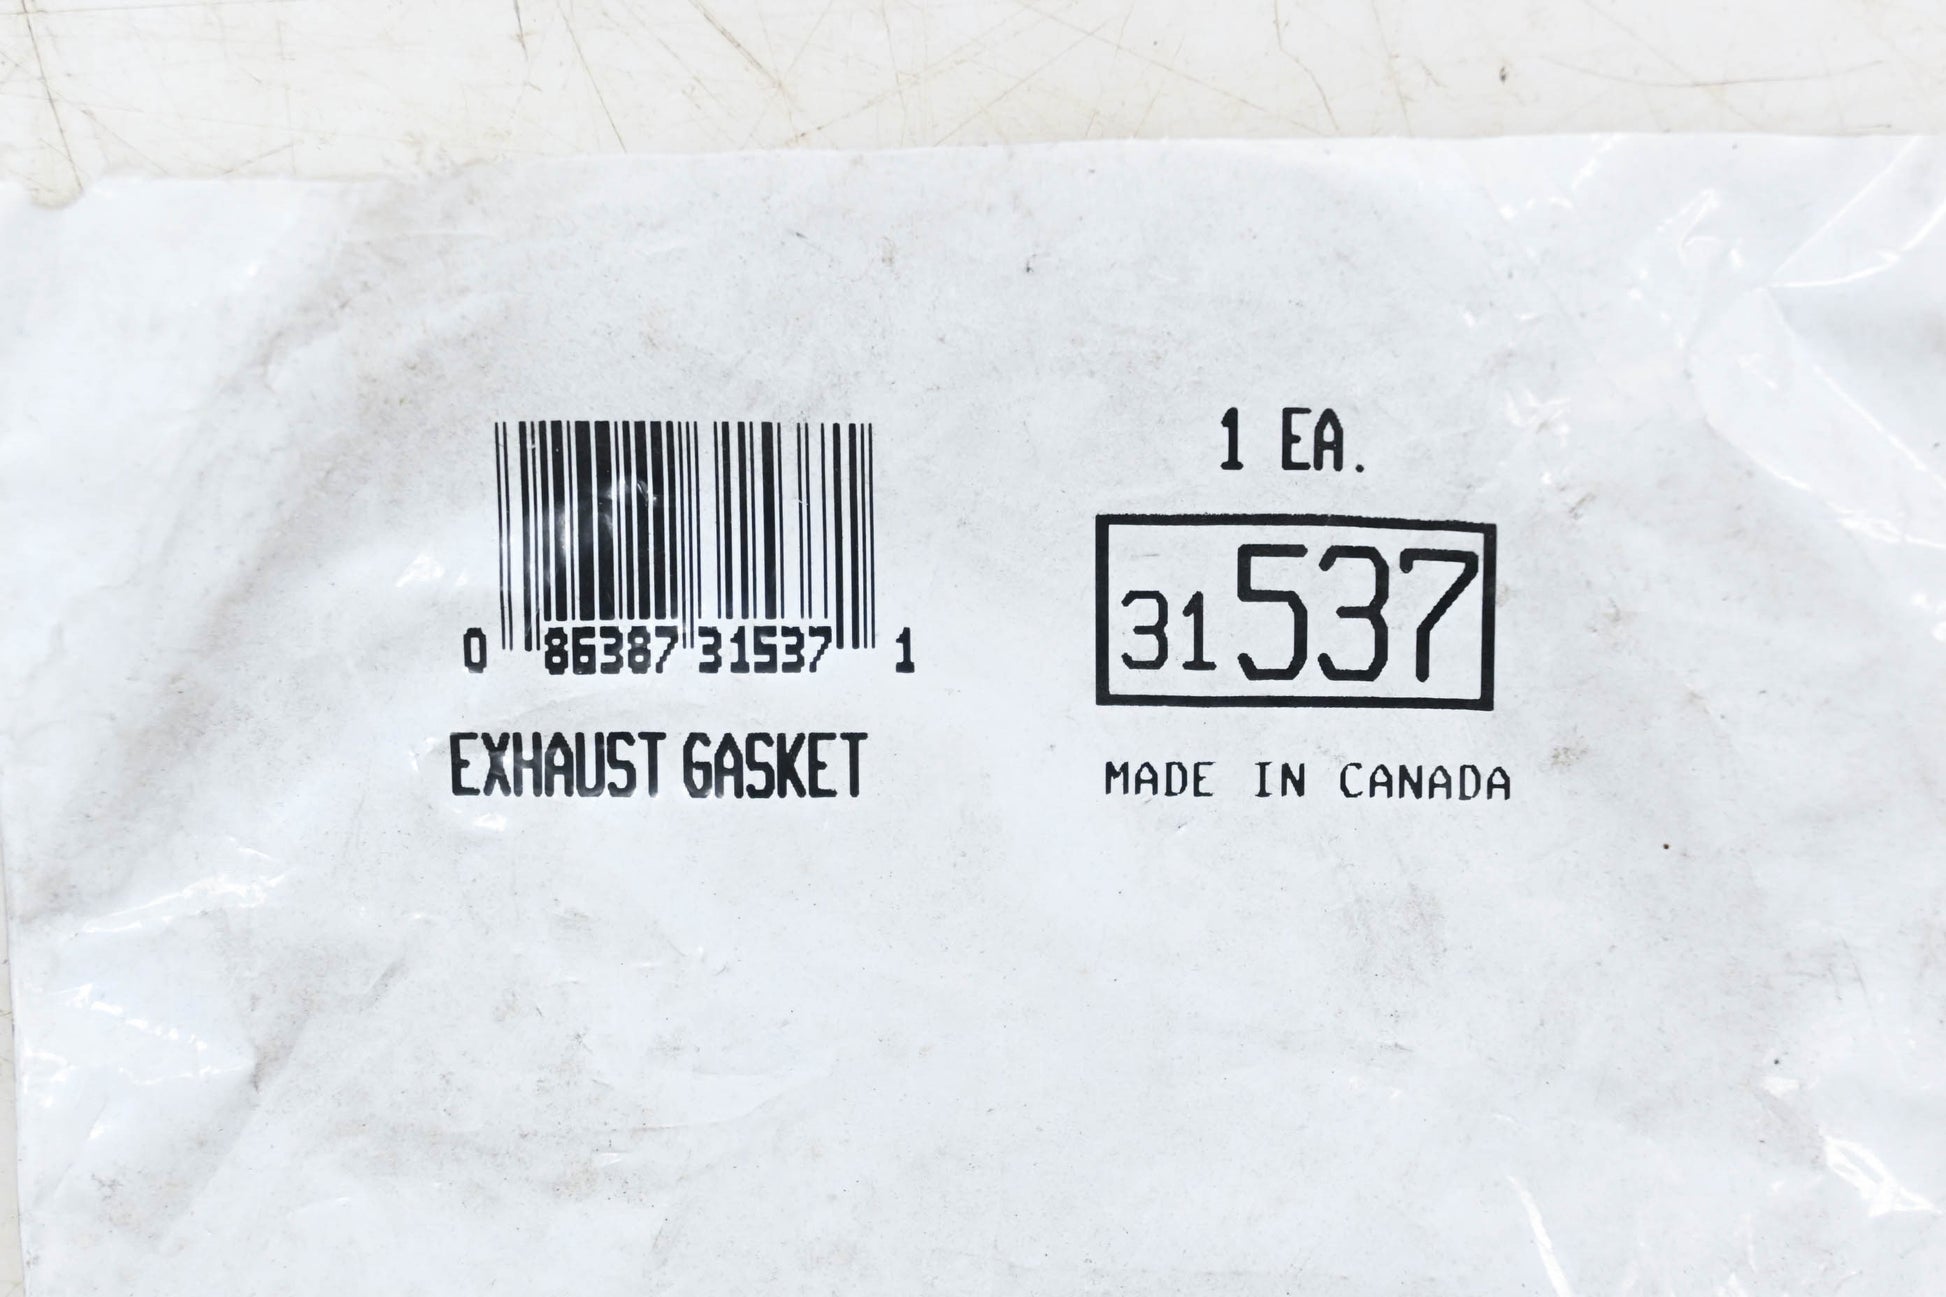 0 86387 31537 1
EXHAUST GASKET
1 EA.
31537
MADE IN CANADA